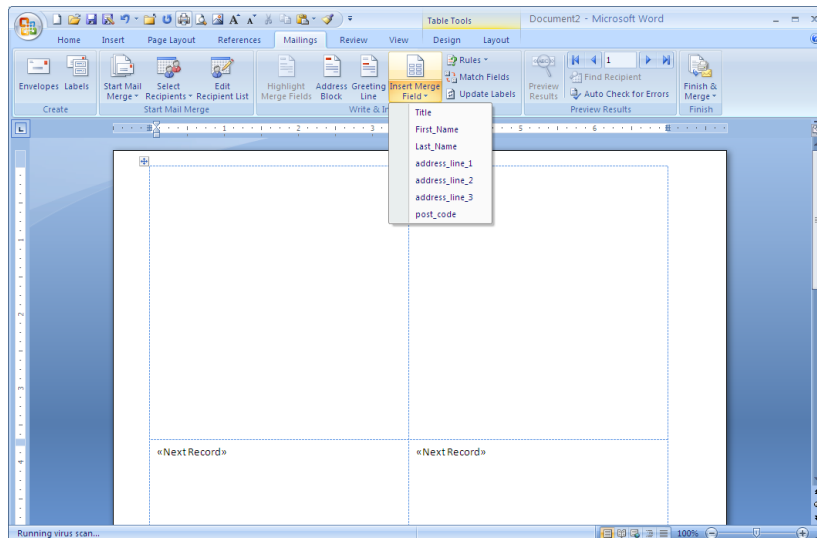 Table Tools
Document2 - Microsoft Word
Home Insert Page Layout References Mailings Review View Design Layout
Envelopes Labels
Create
Start Mail Merge
Select Recipients
Edit Recipient List
Start Mail Merge
Highlight Merge Fields
Address Block
Greeting Line
Insert Merge Field
Rules
Match Fields
Update Labels
Write & In
Preview Results
1
Find Recipient
Auto Check for Errors
Preview Results
Finish & Merge
Finish
Title
First_Name
Last_Name
address_line_1
address_line_2
address_line_3
post_code
«Next Record» «Next Record»
Running virus scan...
100%